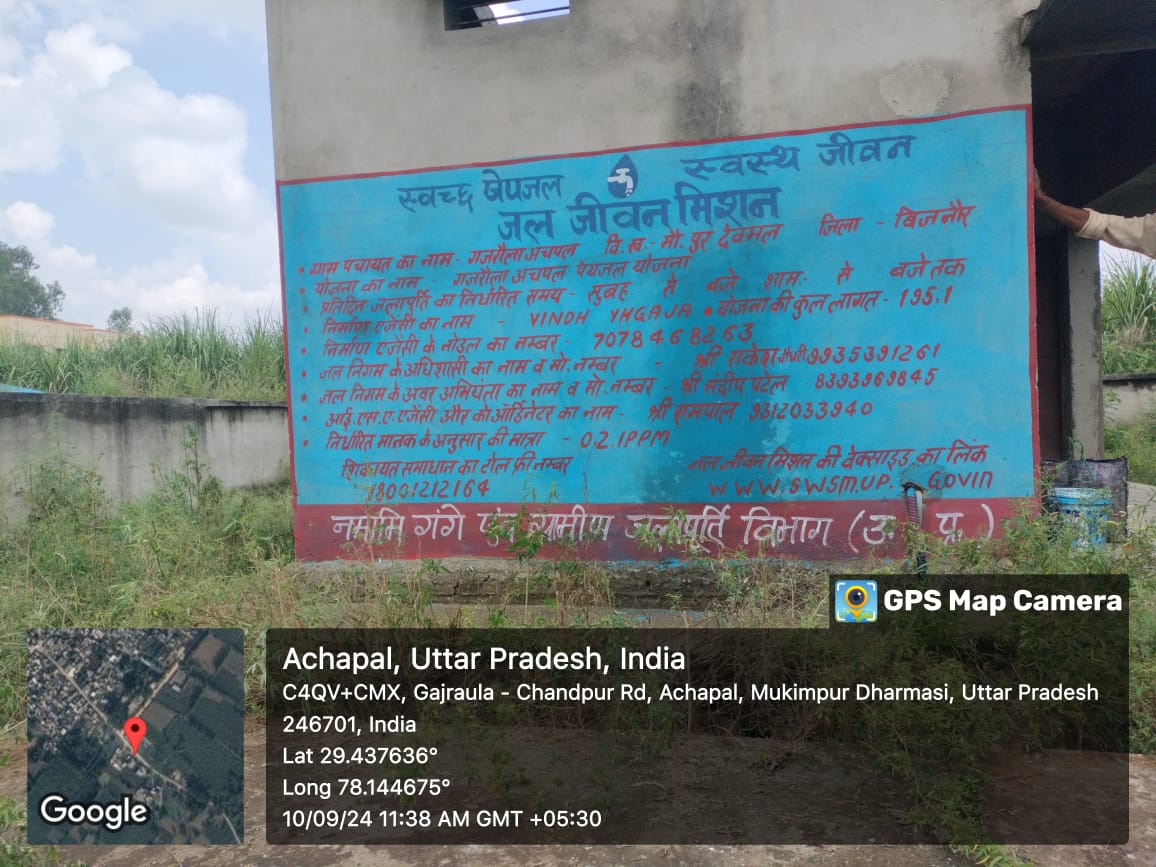 स्वच्छ पेयजल स्वस्थ जीवन
जल जीवन मिशन
• ग्राम पंचायत का नाम - गजरौला अचपल वि.ख.- मौ. पुर देवमल जिला - बिजनौर
• योजना का नाम - गजरौला अचपल पेयजल योजना
• प्रतिदिन जलापूर्ति का निर्धारित समय - सुबह से बजे शाम - से बजे तक
• निर्माण एजेंसी का नाम - VINDH YHGAJA • योजना की कुल लागत - 195.1
• निर्माण एजेंसी के नोडल का नम्बर - 7078468263
• जल निगम के अधिशासी का नाम व मो. नम्बर - श्री राकेश 9935391261
• जल निगम के अवर अभियंता का नाम व मो. नम्बर - श्री संदीप पटेल 8393969845
• आई.एस.ए. एजेंसी और को ऑर्डिनेटर का नाम - श्री रामपाल 9312033940
• निर्धारित मानक के अनुसार की मात्रा - 0.2.1PPM
शिकायत समाधान का टोल फ्री नम्बर
18001212164
जल जीवन मिशन की वेक्साइड का लिंक
WWW.SWSM.UP. GOVIN
नमामि गंगे एवं ग्रामीण जलापूर्ति विभाग (उ. प्र.)
GPS Map Camera
Achapal, Uttar Pradesh, India
C4QV+CMX, Gajraula - Chandpur Rd, Achapal, Mukimpur Dharmasi, Uttar Pradesh
246701, India
Lat 29.437636°
Long 78.144675°
10/09/24 11:38 AM GMT +05:30
Google